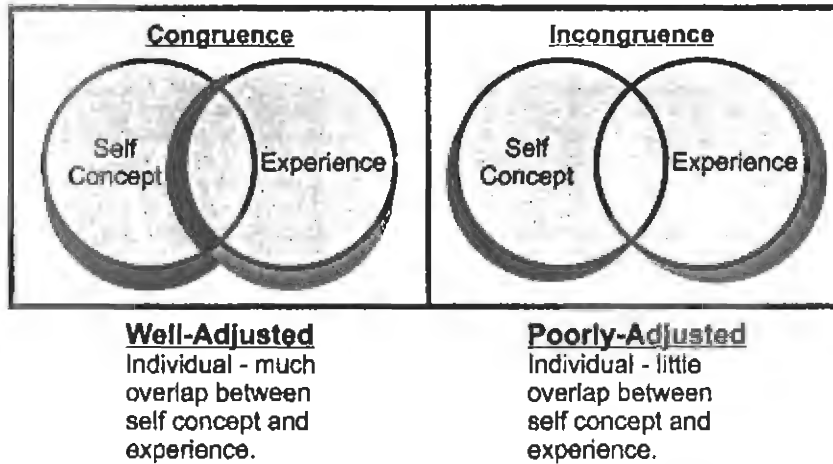 Congruence
Incongruence
Self
Concept
Experience
Self
Concept
Experience
Well-Adjusted
Individual - much
overlap between
self concept and
experience.
Poorly-Adjusted
Individual - little
overlap between
self concept and
experience.